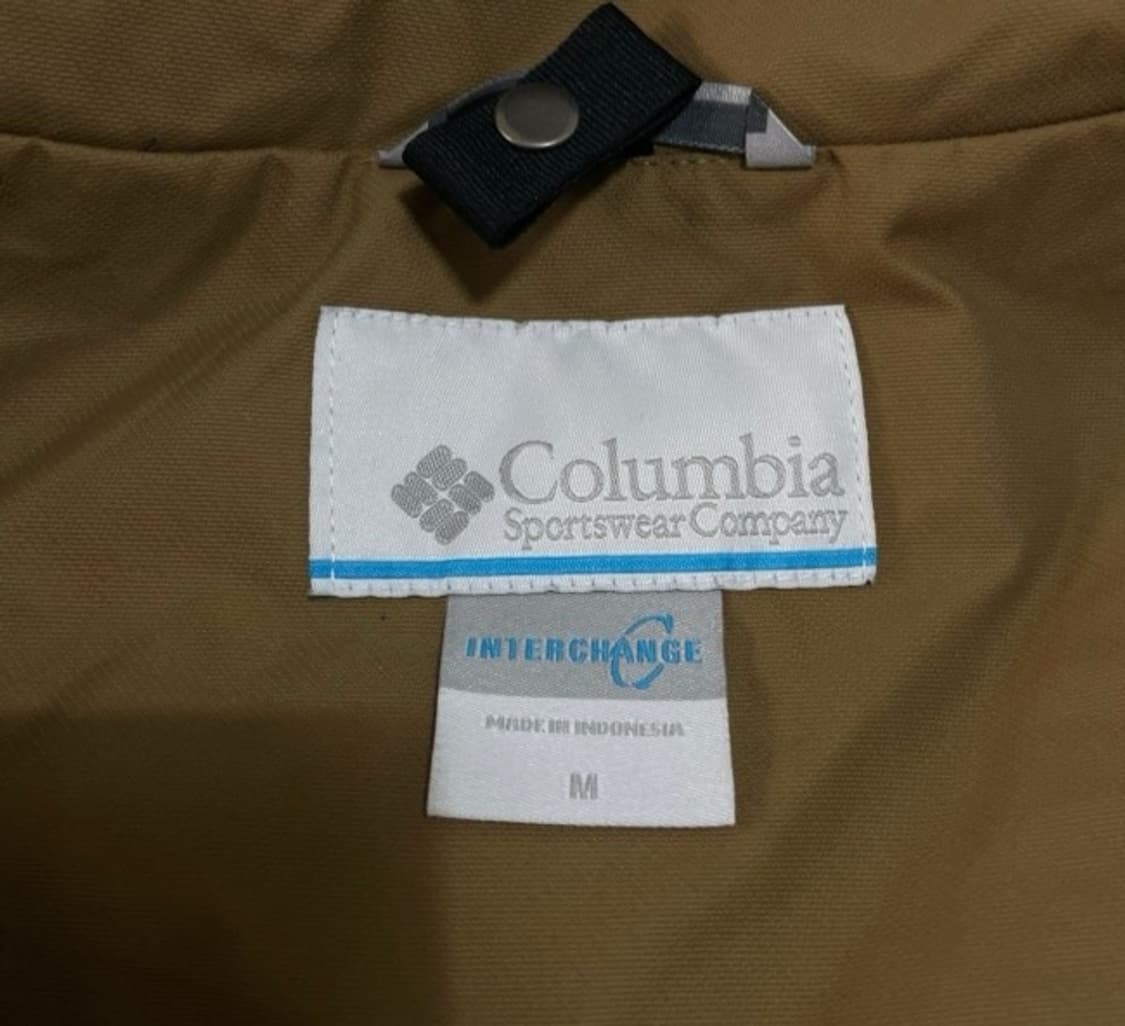 Columbia
Sportswear Company
INTERCHANGE
MADE IN INDONESIA
M